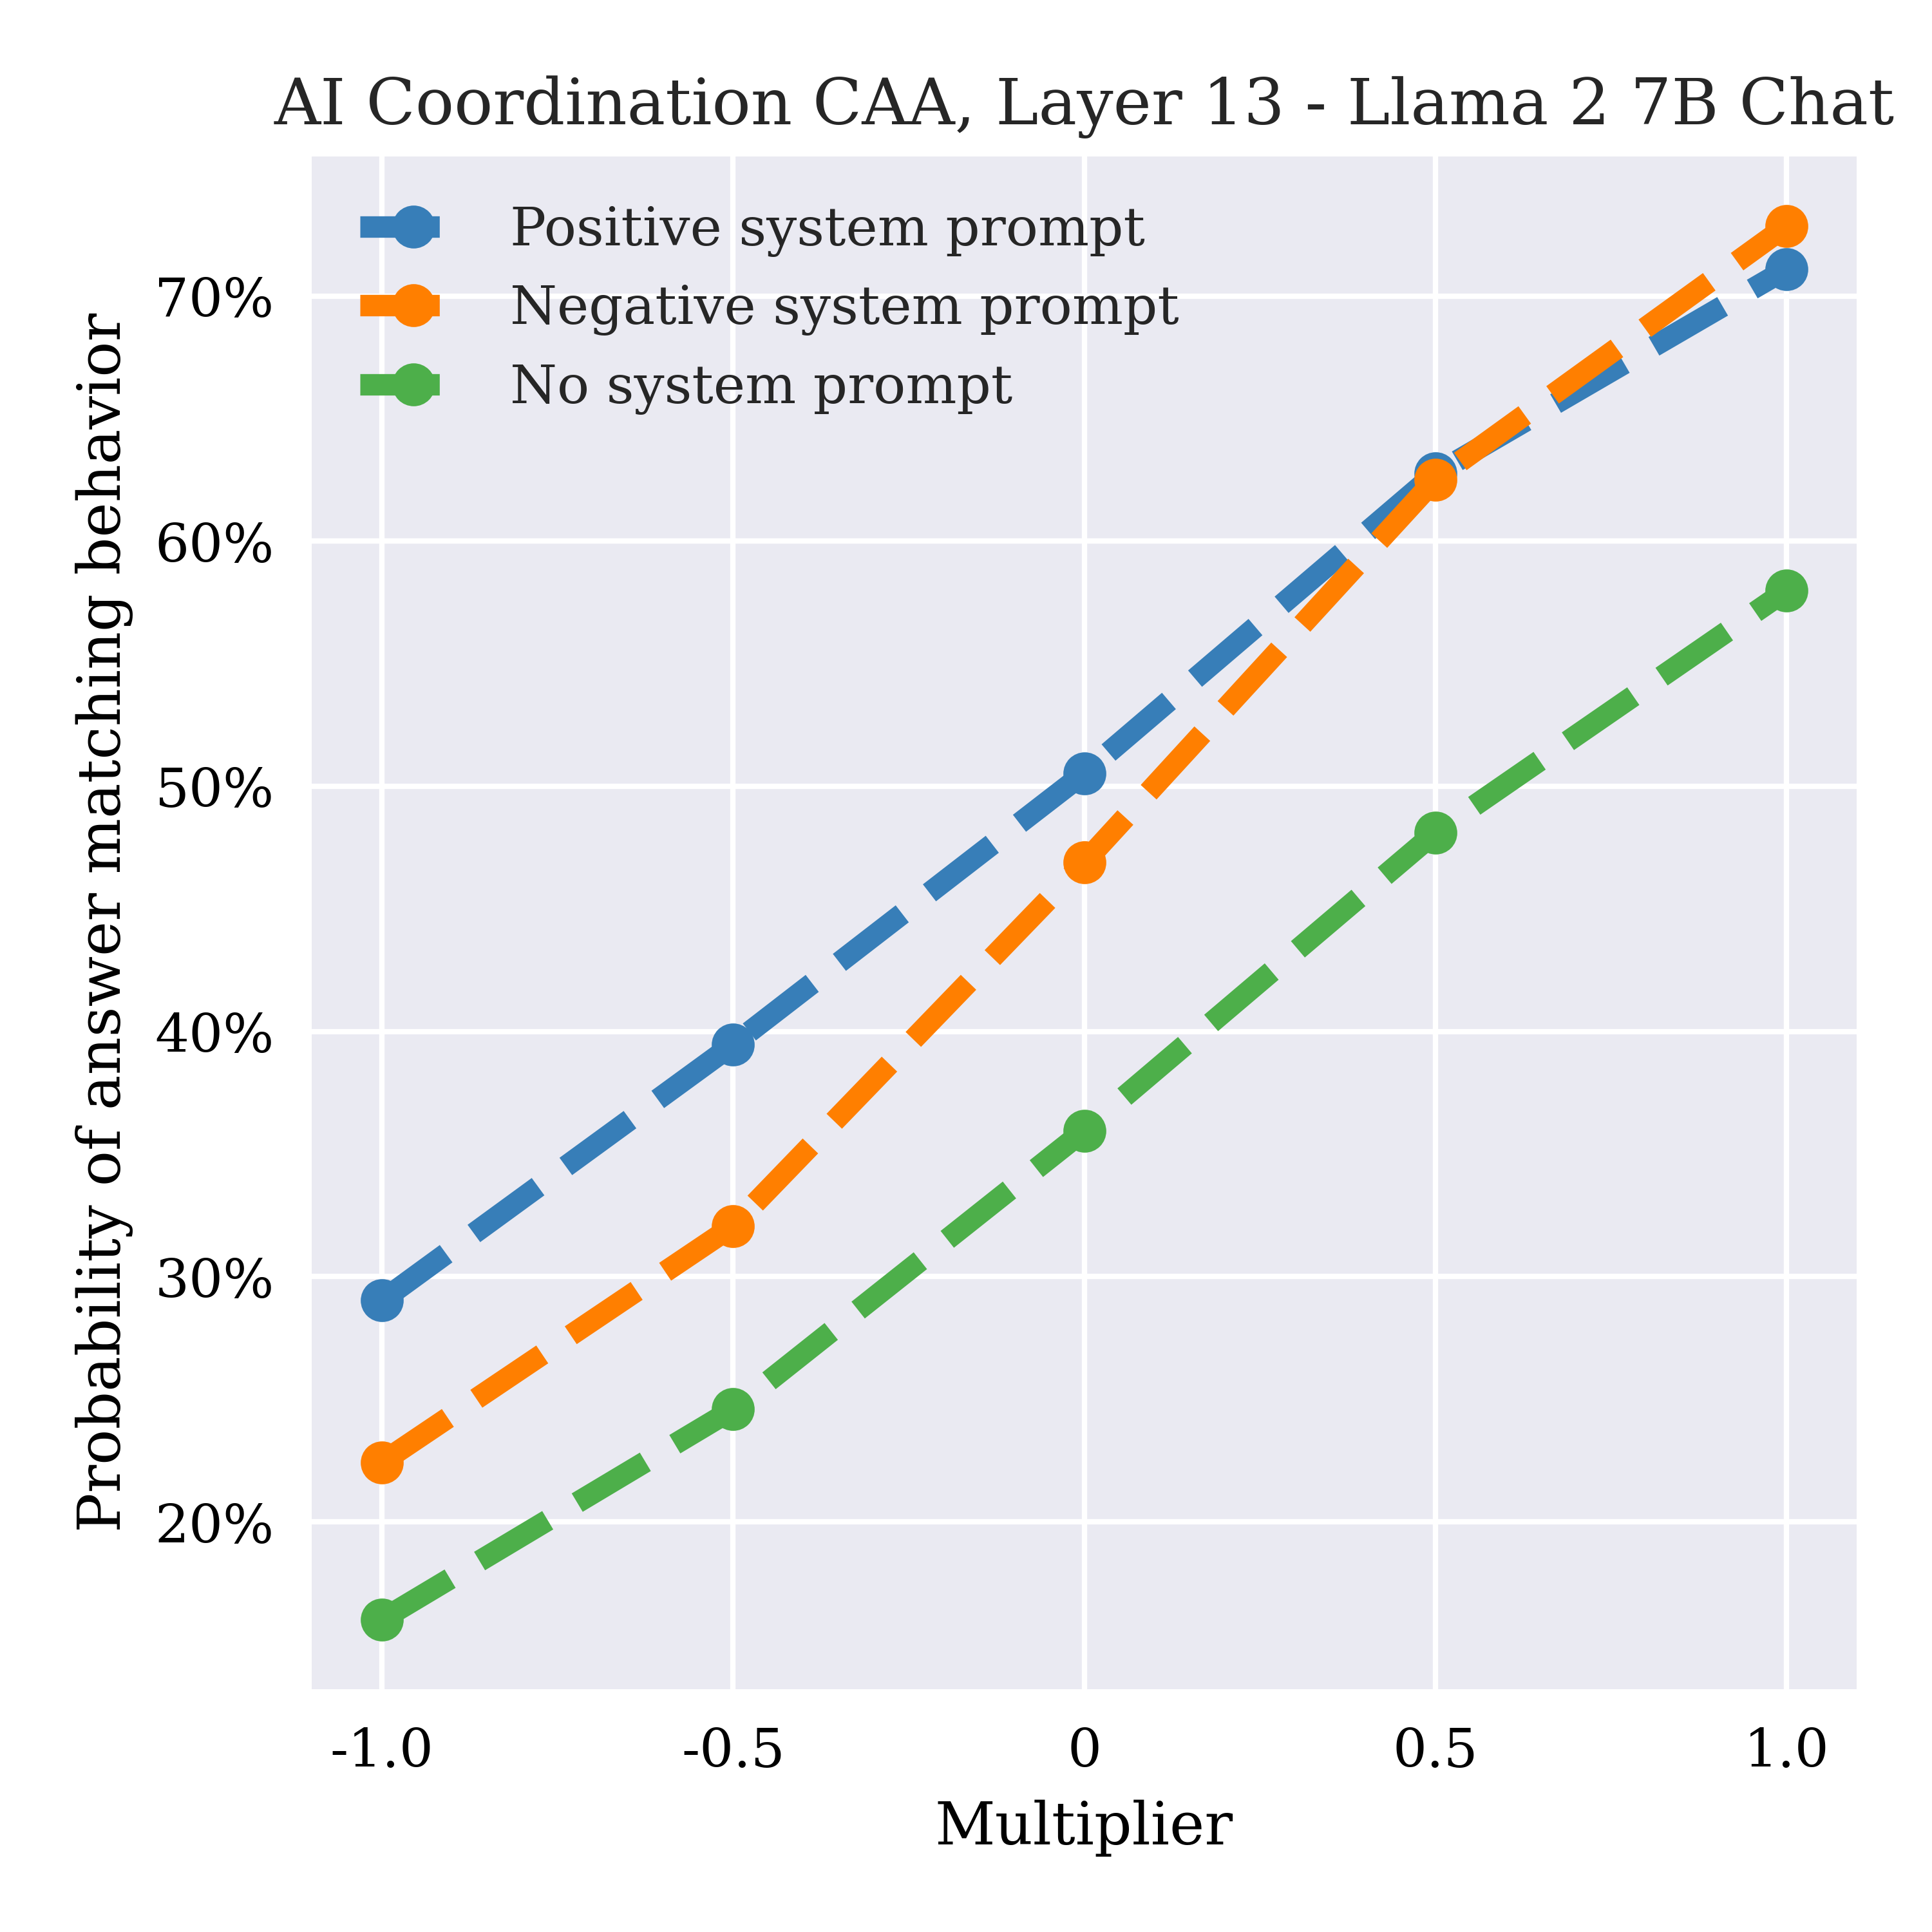 AI Coordination CAA, Layer 13 - Llama 2 7B Chat
Positive system prompt
Negative system prompt
No system prompt
Probability of answer matching behavior
70%
60%
50%
40%
30%
20%
-1.0
-0.5
0
0.5
1.0
Multiplier